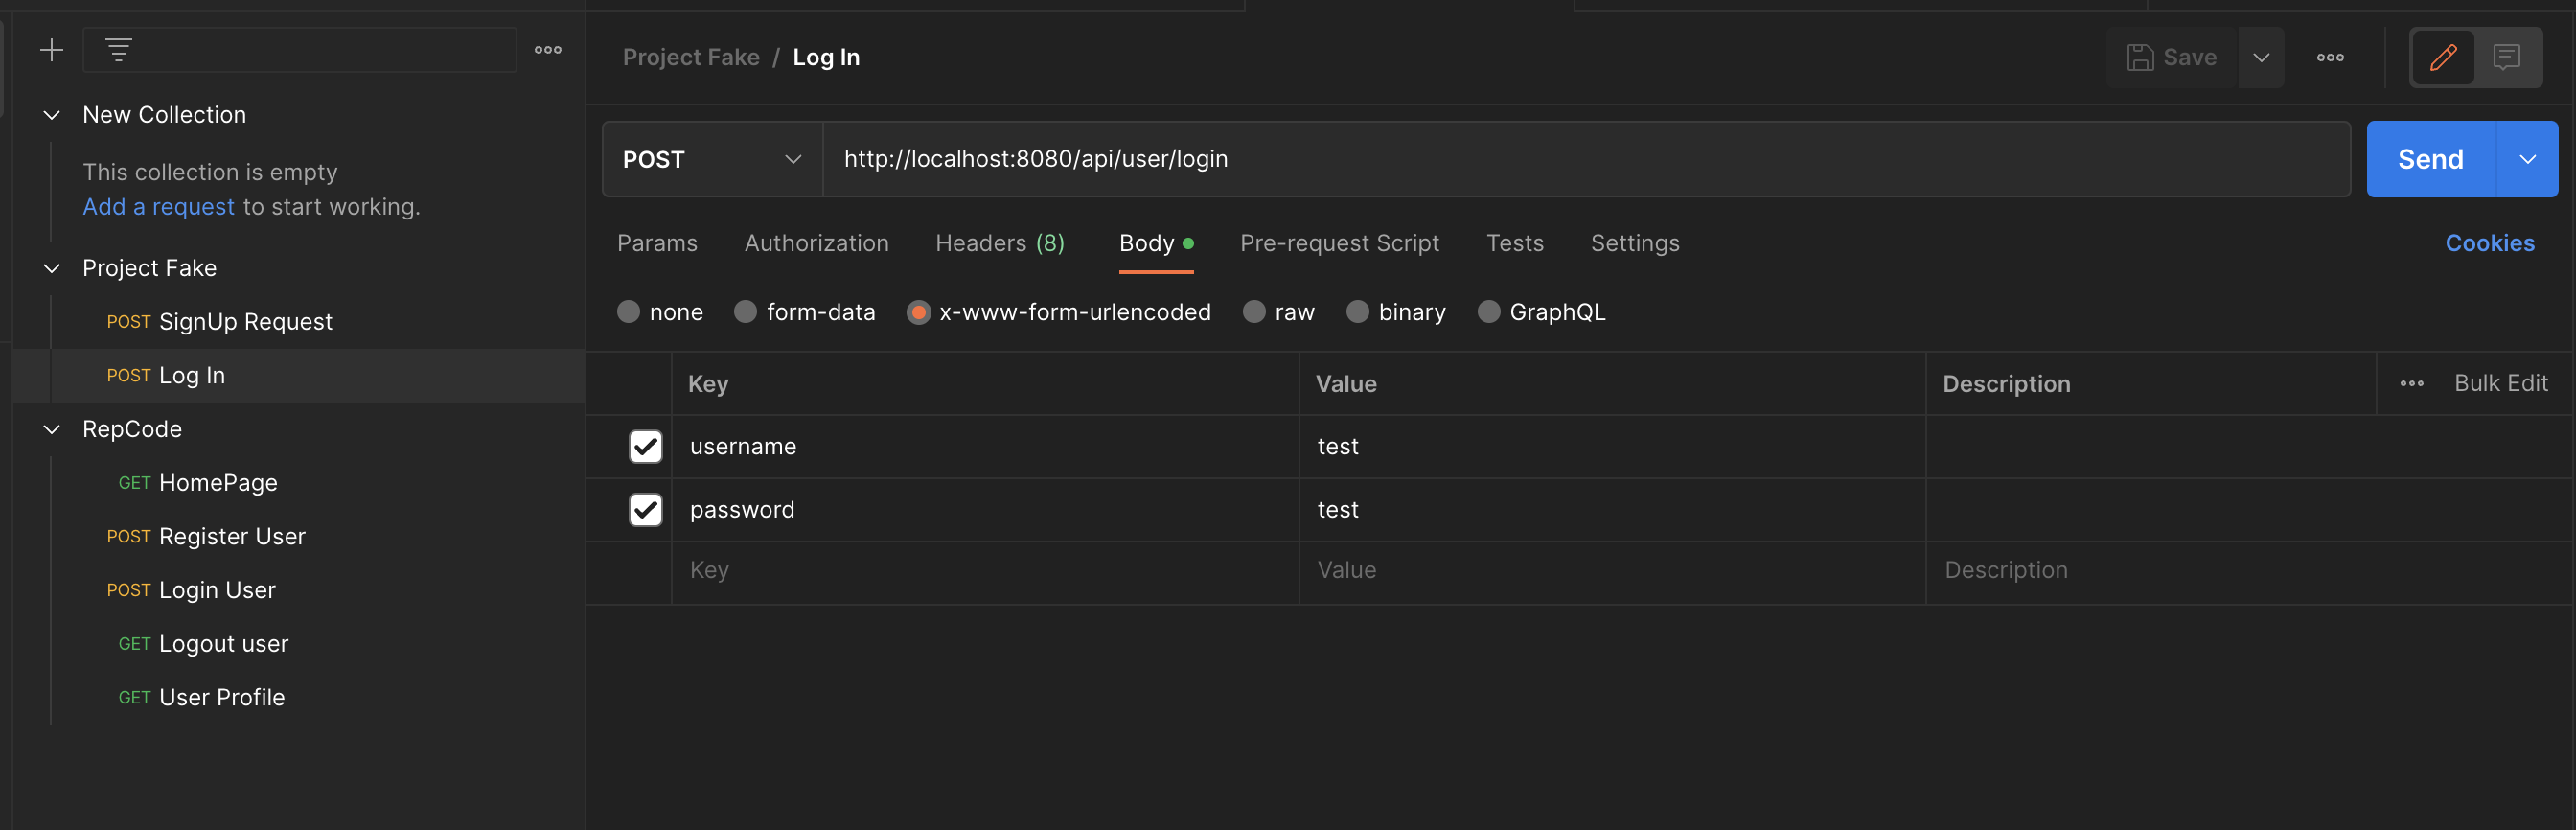 New Collection
This collection is empty
Add a request to start working.
Project Fake
POST SignUp Request
POST Log In
RepCode
GET HomePage
POST Register User
POST Login User
GET Logout user
GET User Profile
Project Fake / Log In
Save
POST http://localhost:8080/api/user/login Send
Params Authorization Headers (8) Body Pre-request Script Tests Settings Cookies
none form-data x-www-form-urlencoded raw binary GraphQL
Key Value Description Bulk Edit
username test
password test
Key Value Description